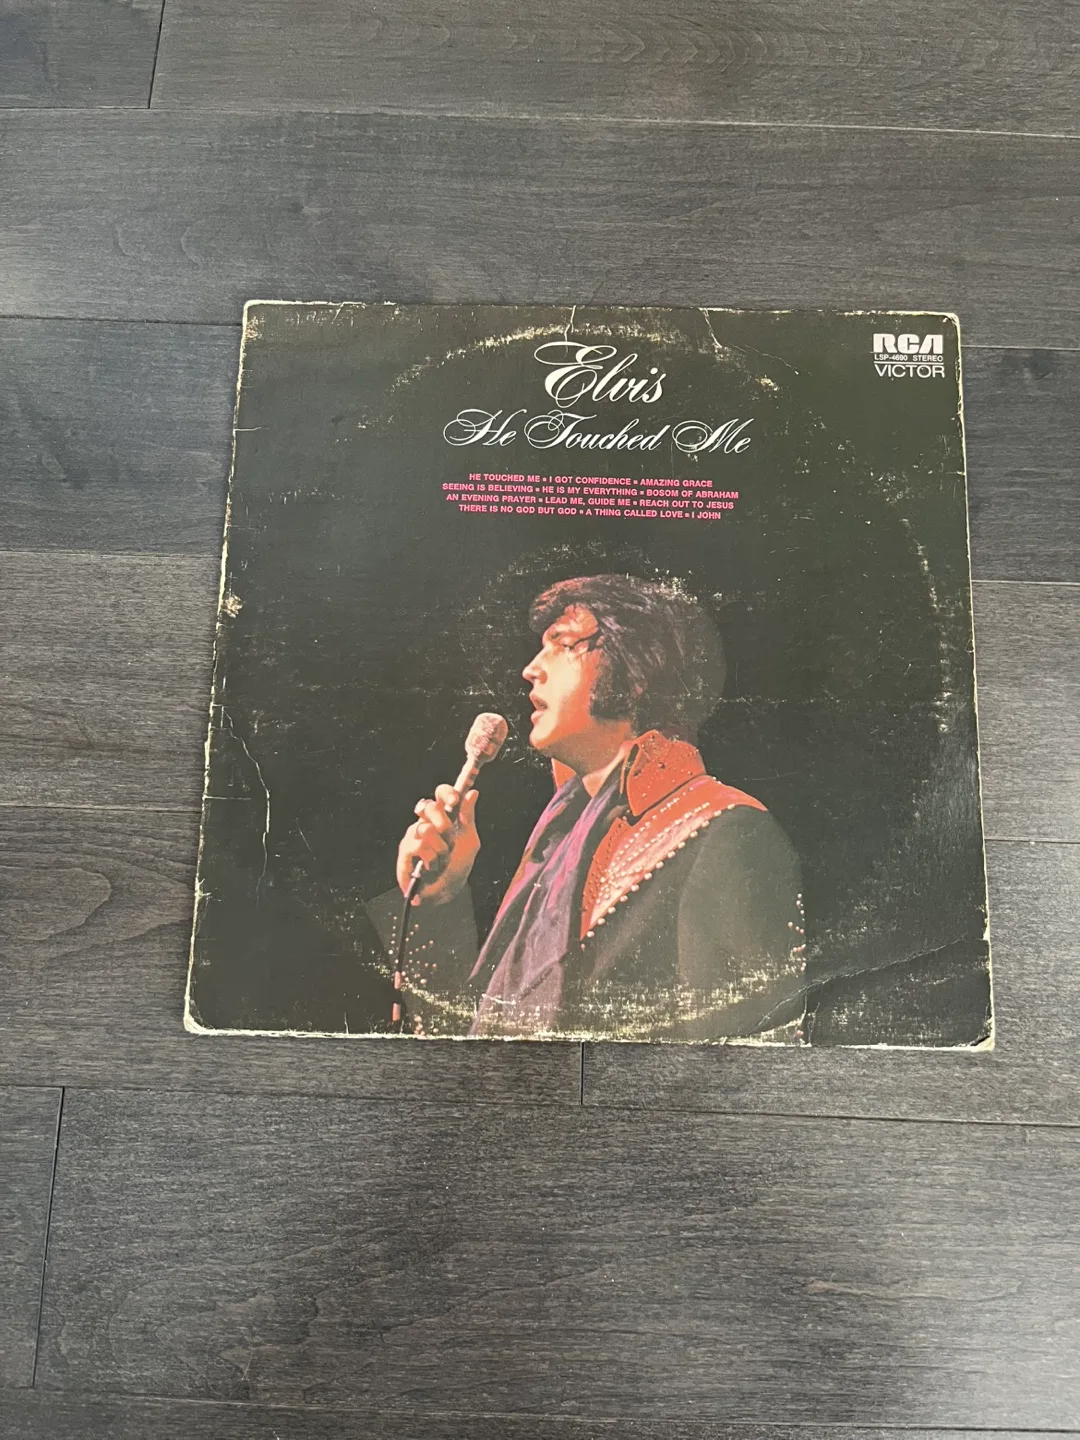 Elvis
He Touched Me
RCA
LSP-4690 STEREO
VICTOR
HE TOUCHED ME ▪ I GOT CONFIDENCE ▪ AMAZING GRACE
SEEING IS BELIEVING ▪ HE IS MY EVERYTHING ▪ BOSOM OF ABRAHAM
AN EVENING PRAYER ▪ LEAD ME, GUIDE ME ▪ REACH OUT TO JESUS
THERE IS NO GOD BUT GOD ▪ A THING CALLED LOVE ▪ I JOHN